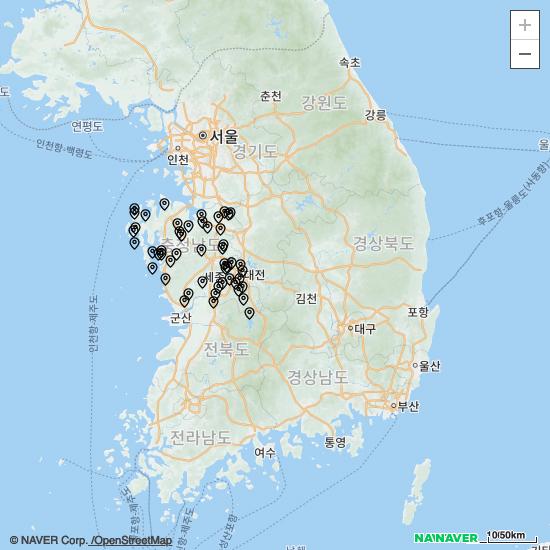 +
−
속초
춘천
강원도
연평도
강릉
서울
인천
경기도
인천항-백령도
후포항-울릉도(사동항)
충청남도
경상북도
세종
대전
김천
인천항-제주도
군산
포항
대구
전북도
울산
경상남도
부산
전라남도
통영
여수
목포항-제주도
© NAVER Corp. /OpenStreetMap
NAVER
10/50km